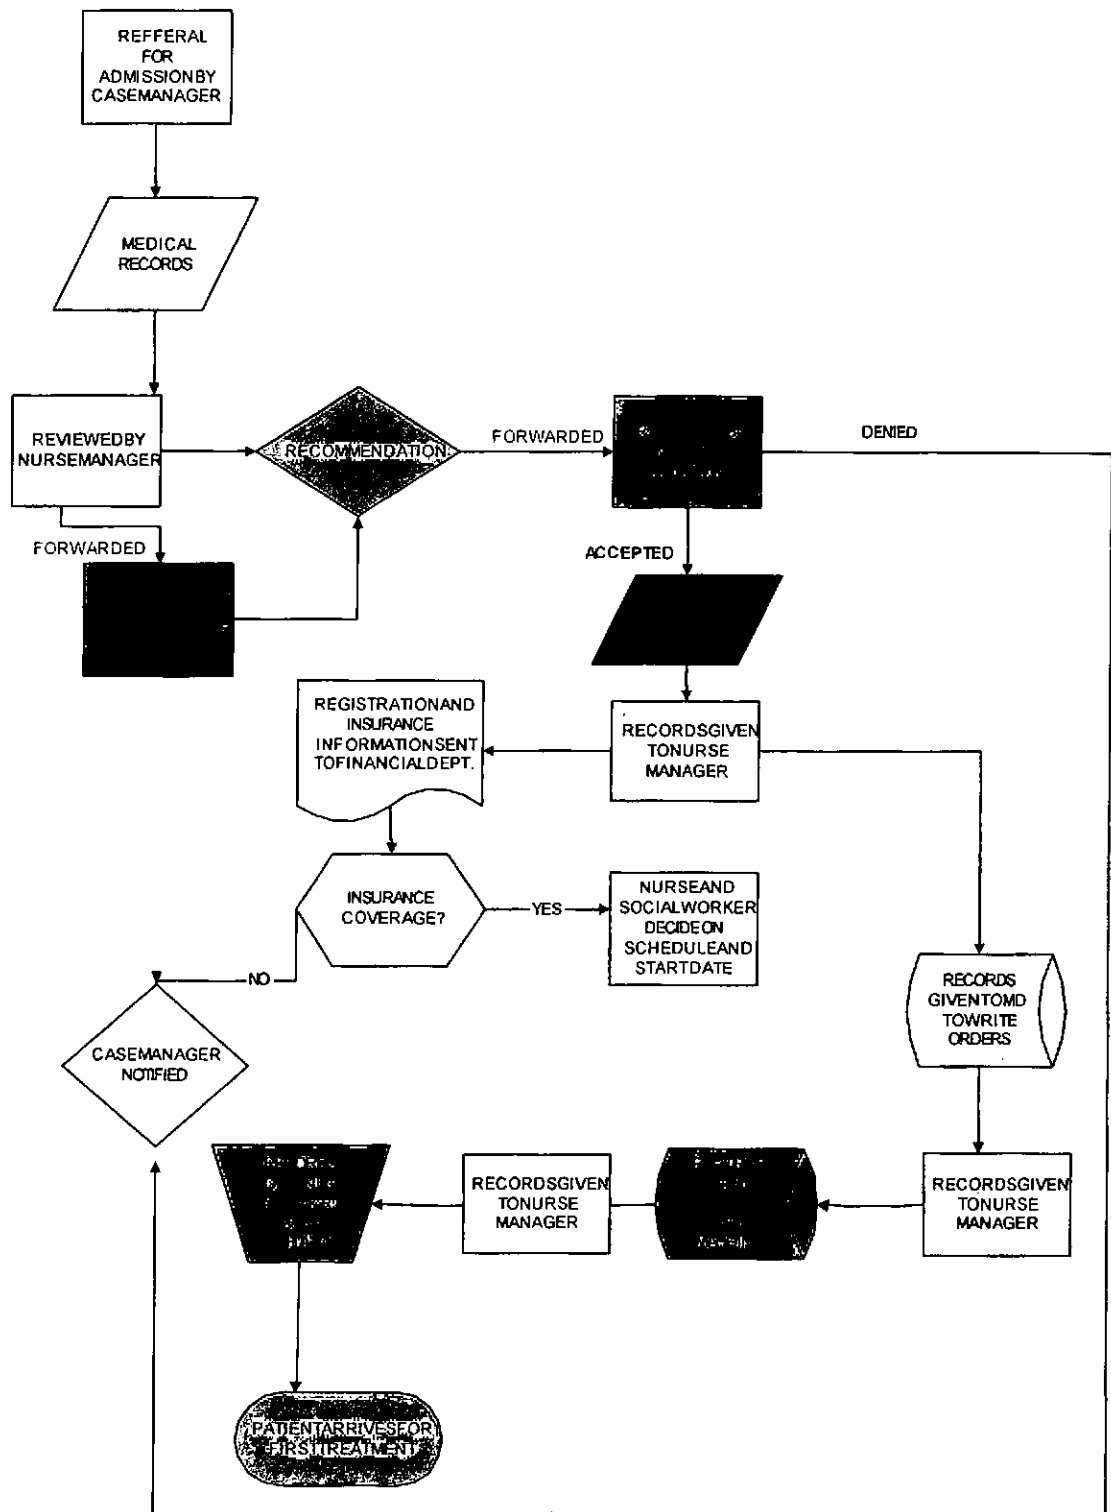 REFFERAL
FOR
ADMISSIONBY
CASEMANAGER
MEDICAL
RECORDS
REVIEWEDBY
NURSEMANAGER
RECOMMENDATION
FORWARDED
DENIED
FORWARDED
ACCEPTED
REGISTRATIONAND
INSURANCE
INFORMATIONSENT
TOFINANCIALDEPT.
RECORDSGIVEN
TONURSE
MANAGER
INSURANCE
COVERAGE?
YES
NURSEAND
SOCIALWORKER
DECIDEON
SCHEDULEAND
STARTDATE
NO
RECORDS
GIVENTOMD
TOWRITE
ORDERS
CASEMANAGER
NOTIFIED
RECORDSGIVEN
TONURSE
MANAGER
RECORDSGIVEN
TONURSE
MANAGER
PATIENTARRIVESFOR
FIRSTTREATMENT